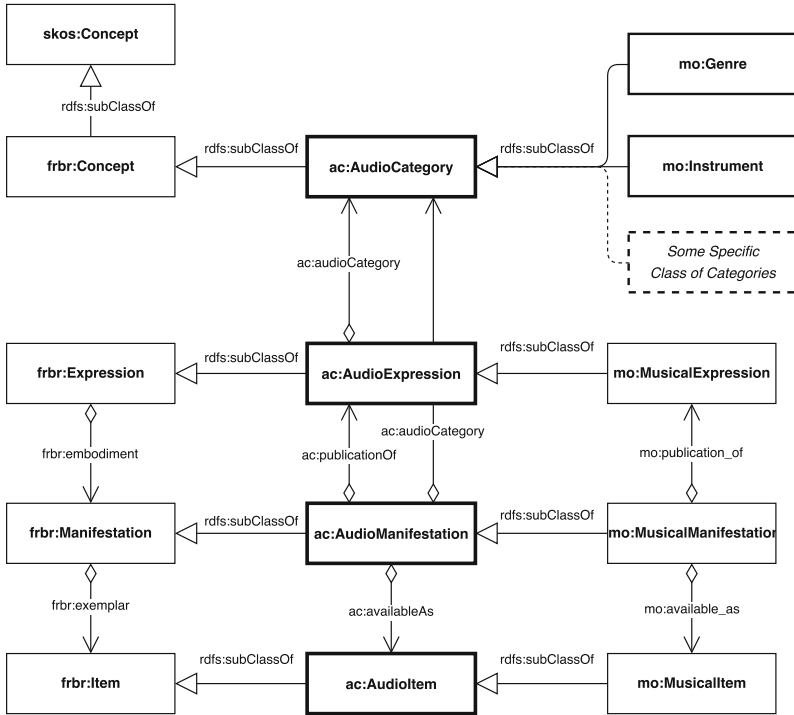 skos:Concept
mo:Genre
rdfs:subClassOf
rdfs:subClassOf
rdfs:subClassOf
frbr:Concept
ac:AudioCategory
mo:Instrument
Some Specific
Class of Categories
ac:audioCategory
rdfs:subClassOf
rdfs:subClassOf
frbr:Expression
ac:AudioExpression
mo:MusicalExpression
ac:audioCategory
frbr:embodiment
ac:publicationOf
mo:publication_of
rdfs:subClassOf
rdfs:subClassOf
frbr:Manifestation
ac:AudioManifestation
mo:MusicalManifestation
frbr:exemplar
ac:availableAs
mo:available_as
rdfs:subClassOf
rdfs:subClassOf
frbr:Item
ac:AudioItem
mo:MusicalItem